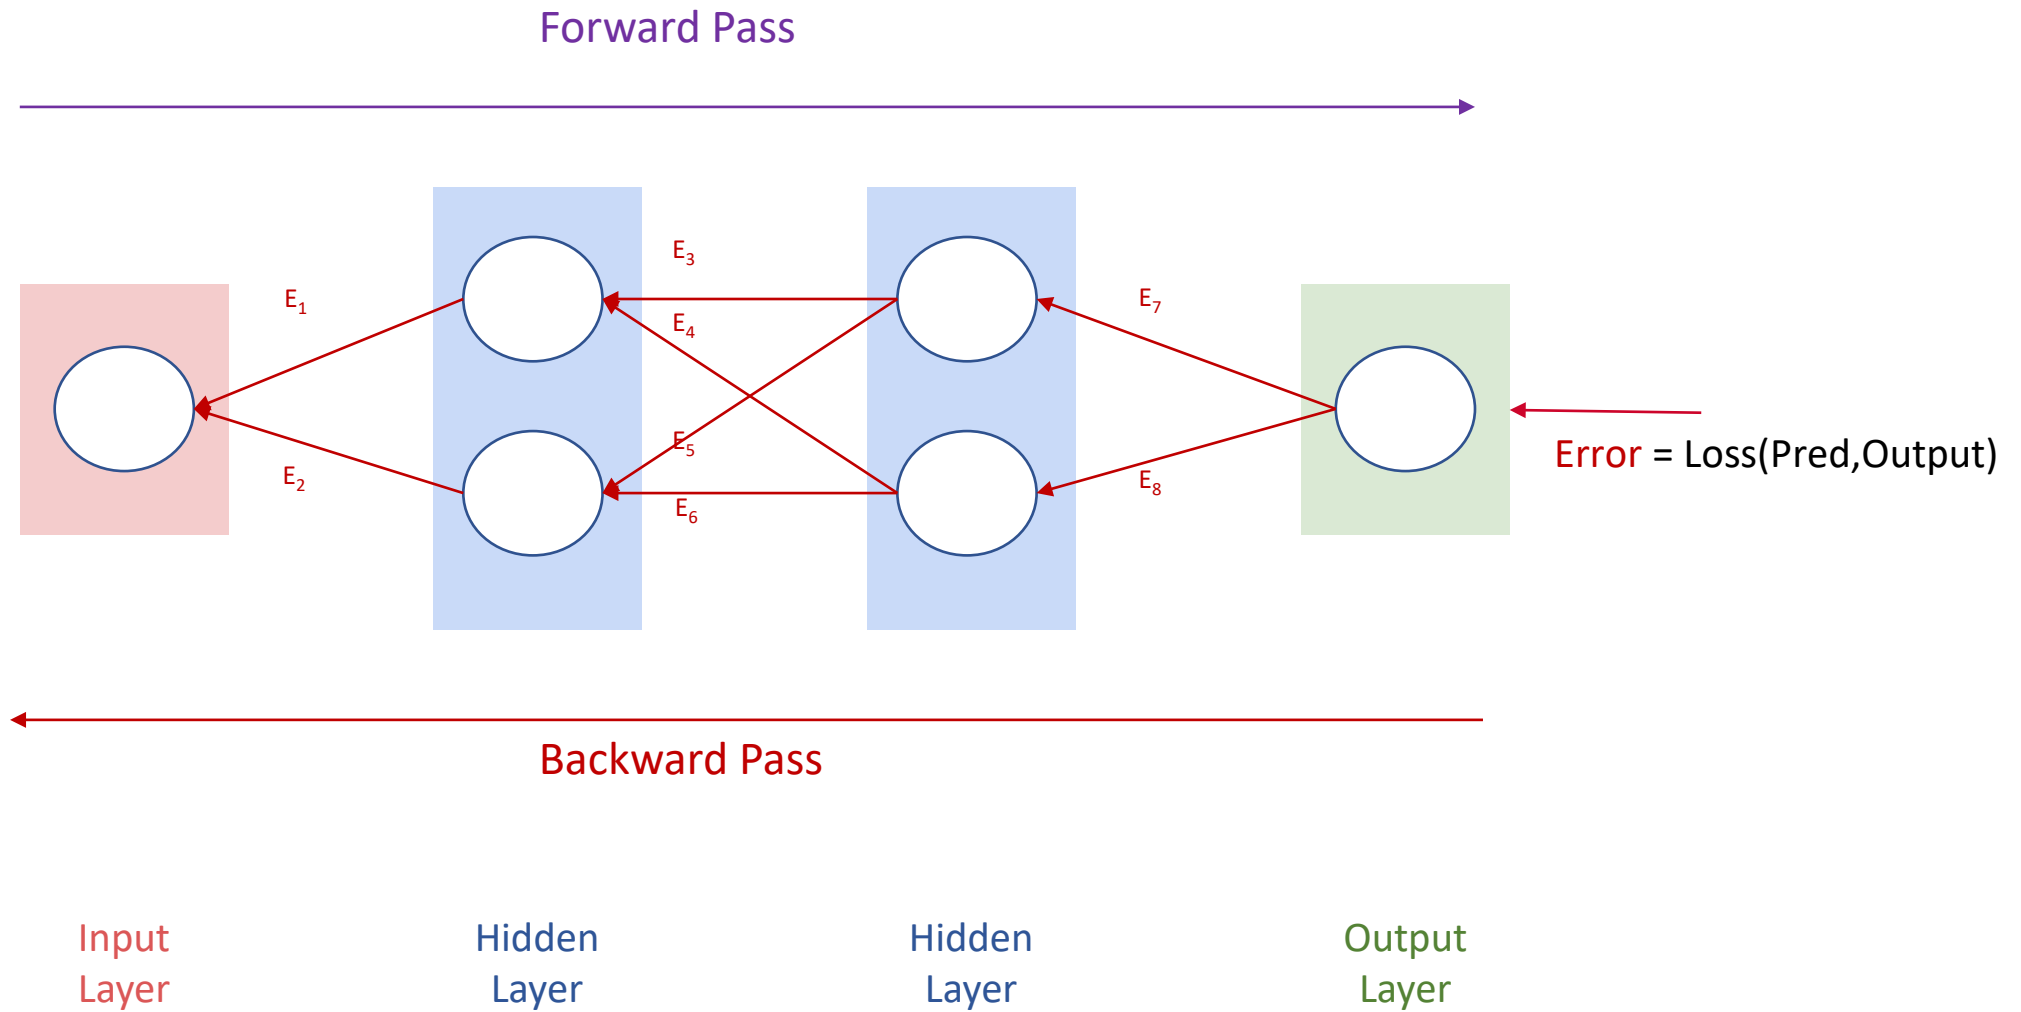 Forward Pass
E₁
E₂
E₃
E₄
E₅
E₆
E₇
E₈
Error = Loss(Pred,Output)
Backward Pass
Input
Layer
Hidden
Layer
Hidden
Layer
Output
Layer